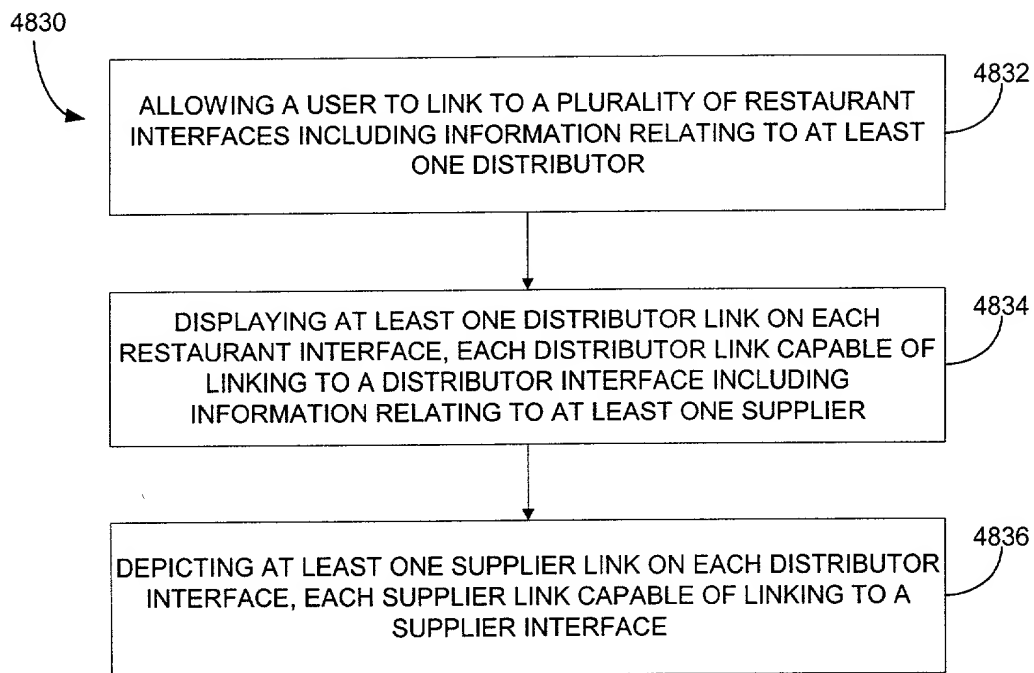 4830
4832
ALLOWING A USER TO LINK TO A PLURALITY OF RESTAURANT
INTERFACES INCLUDING INFORMATION RELATING TO AT LEAST
ONE DISTRIBUTOR
4834
DISPLAYING AT LEAST ONE DISTRIBUTOR LINK ON EACH
RESTAURANT INTERFACE, EACH DISTRIBUTOR LINK CAPABLE OF
LINKING TO A DISTRIBUTOR INTERFACE INCLUDING
INFORMATION RELATING TO AT LEAST ONE SUPPLIER
4836
DEPICTING AT LEAST ONE SUPPLIER LINK ON EACH DISTRIBUTOR
INTERFACE, EACH SUPPLIER LINK CAPABLE OF LINKING TO A
SUPPLIER INTERFACE